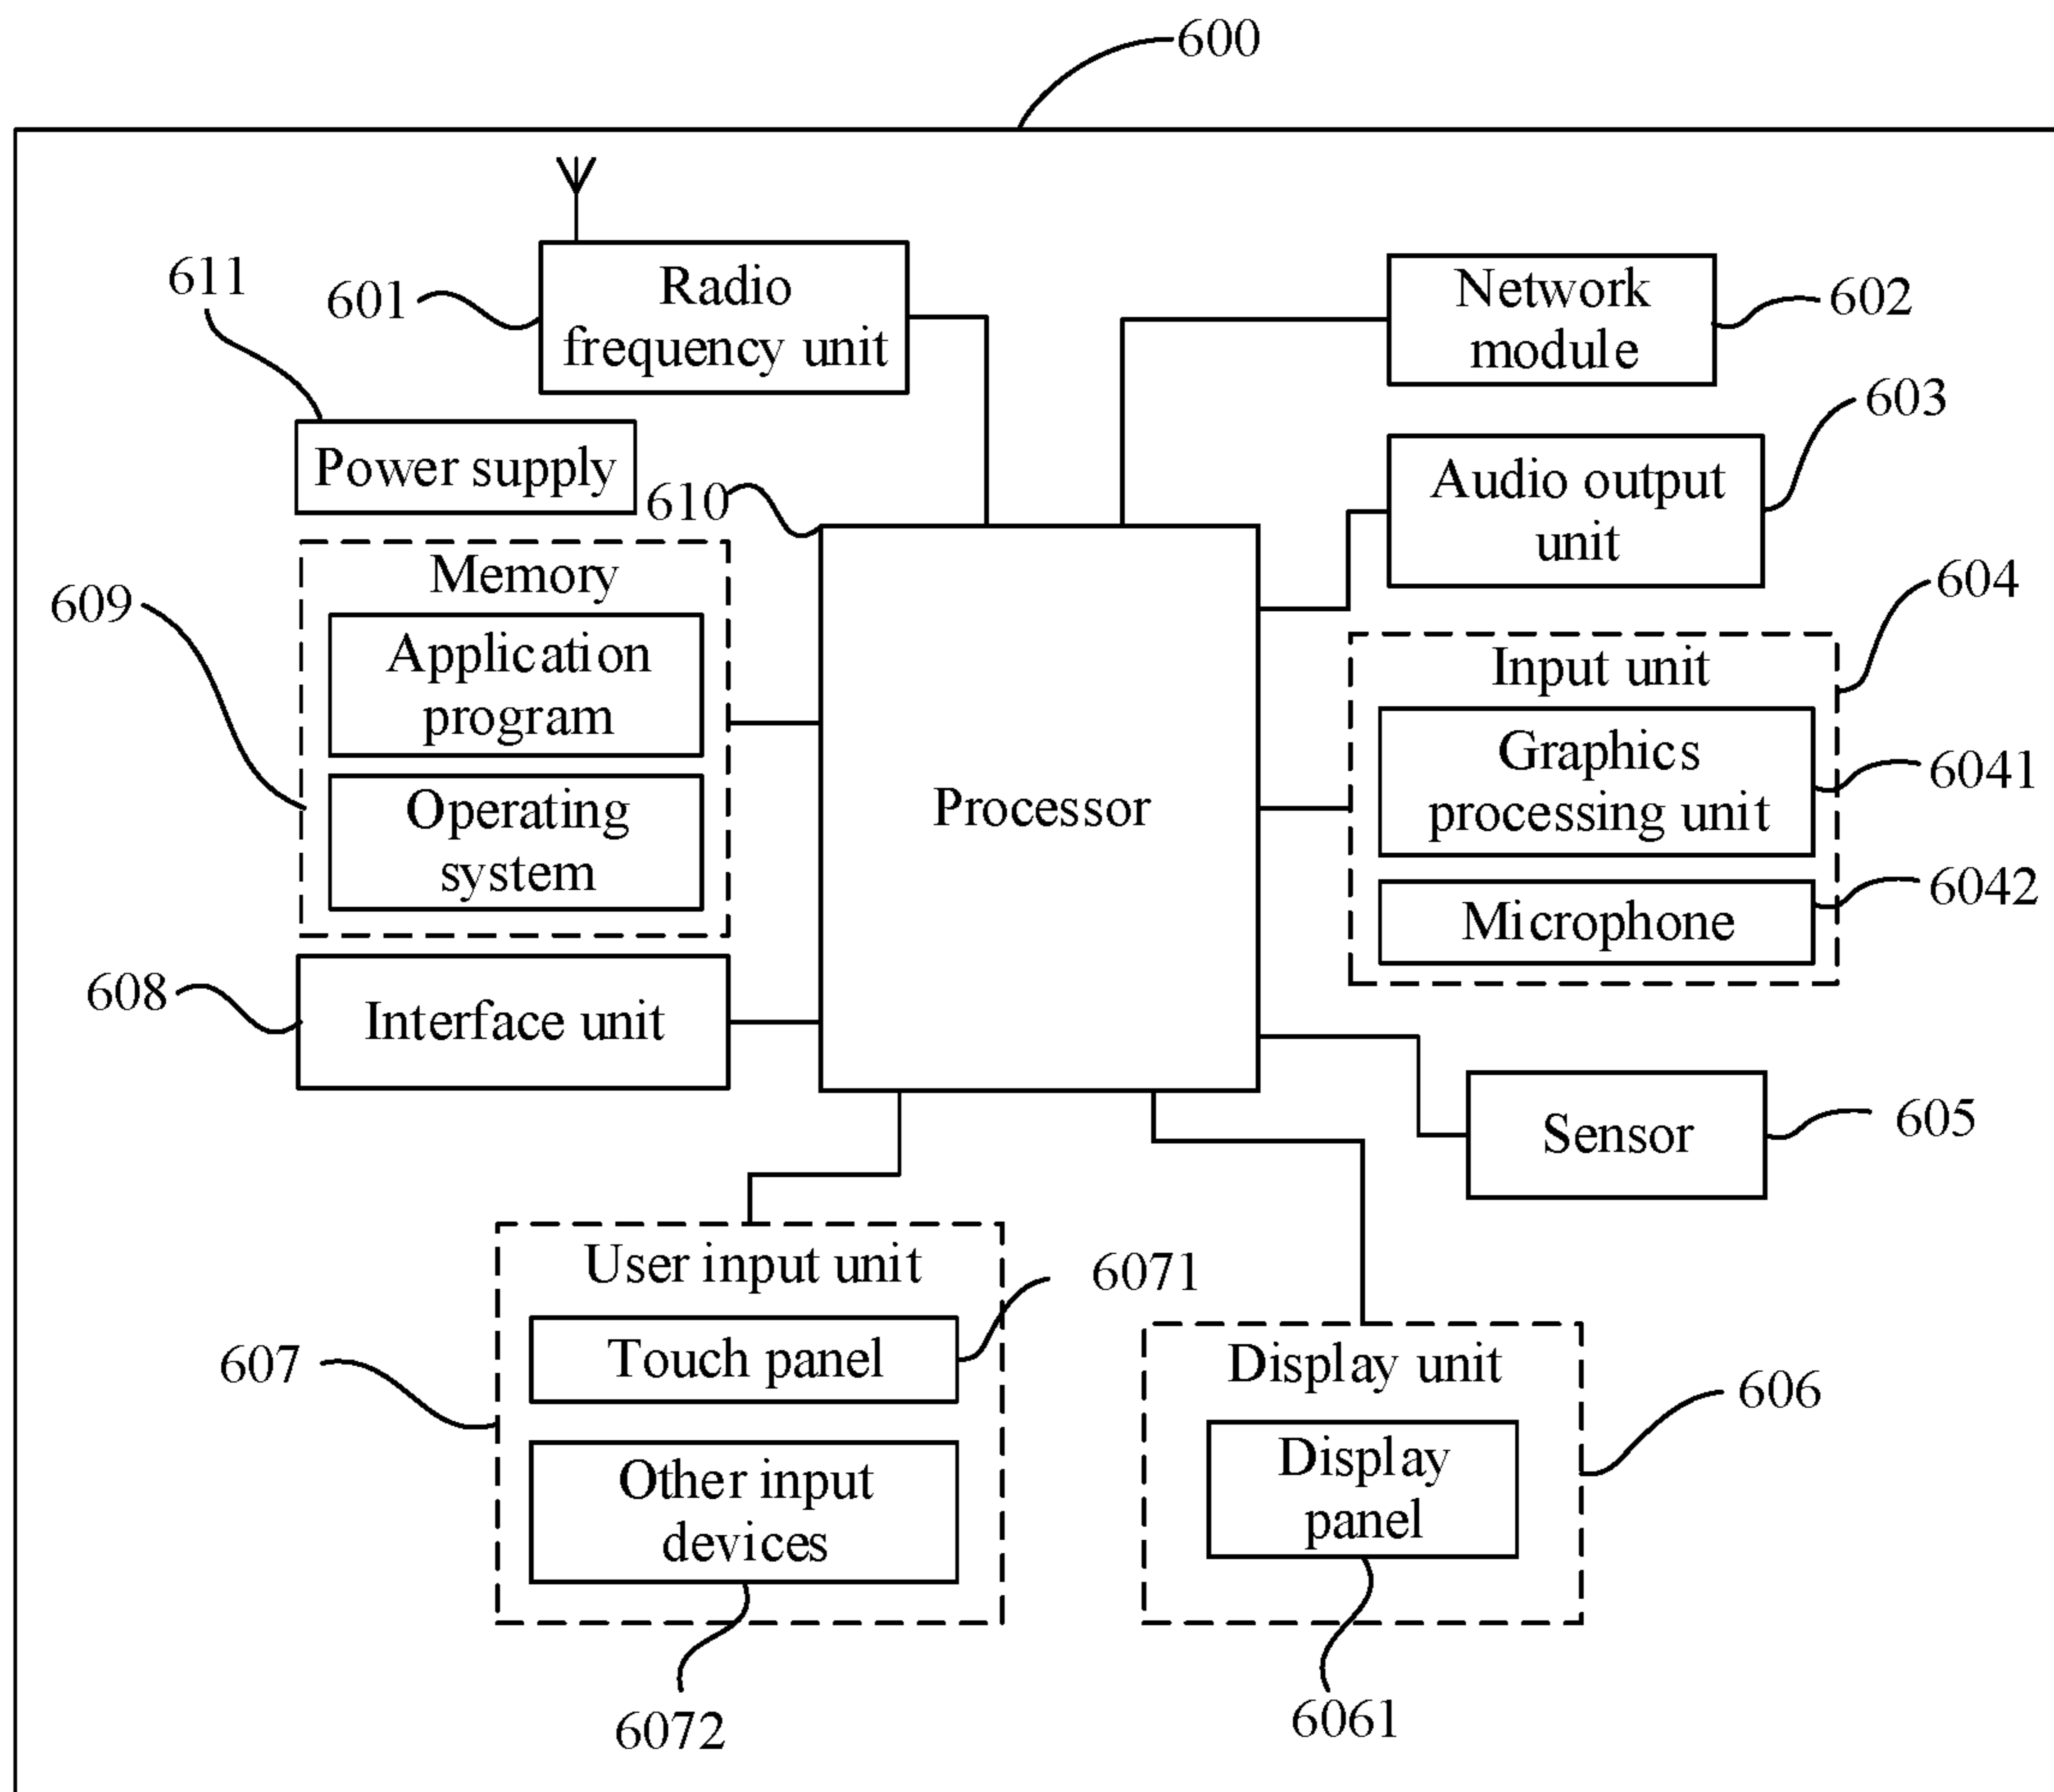 600
611
601
Radio
frequency unit
Network
module
602
603
Power supply
610
Audio output
unit
609
Memory
Application
program
Operating
system
Processor
604
Input unit
Graphics
processing unit
6041
Microphone
6042
608
Interface unit
Sensor
605
User input unit
6071
607
Touch panel
Other input
devices
6072
Display unit
606
Display
panel
6061